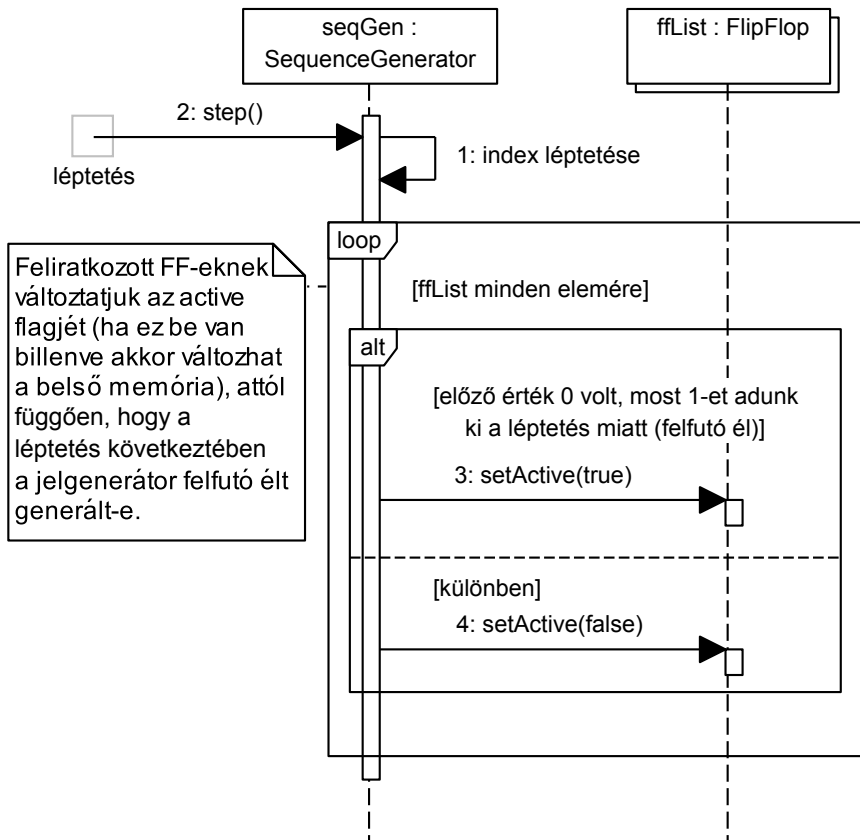 seqGen :
SequenceGenerator
ffList : FlipFlop
2: step()
léptetés
1: index léptetése
loop
[ffList minden elemére]
Feliratkozott FF-eknek
változtatjuk az active
flagjét (ha ez be van
billenve akkor változhat
a belső memória), attól
függően, hogy a
léptetés következtében
a jelgenerátor felfutó élt
generált-e.
alt
[előző érték 0 volt, most 1-et adunk
ki a léptetés miatt (felfutó él)]
3: setActive(true)
[különben]
4: setActive(false)